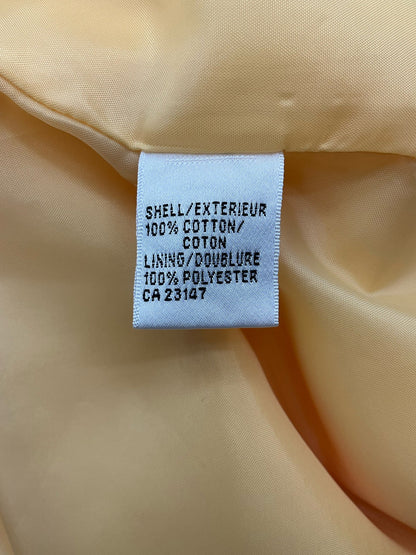 SHELL/EXTERIEUR
100% COTTON/
COTON
LINING/DOUBLURE
100% POLYESTER
CA 23147